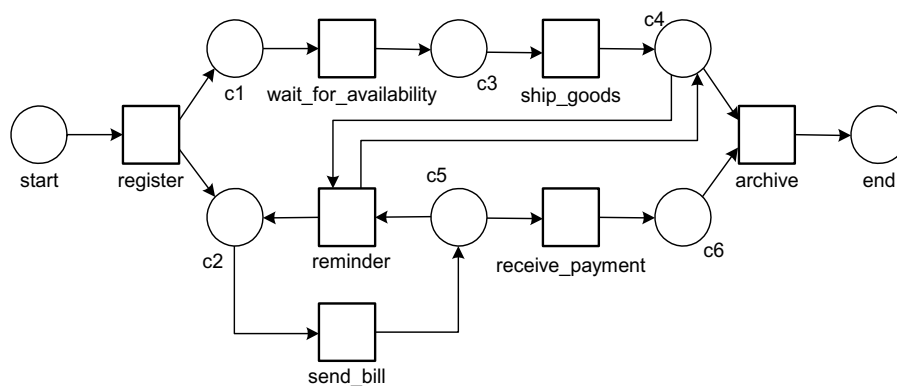 c4
c1
wait_for_availability
c3
ship_goods
start
register
c5
archive
end
c2
reminder
receive_payment
c6
send_bill